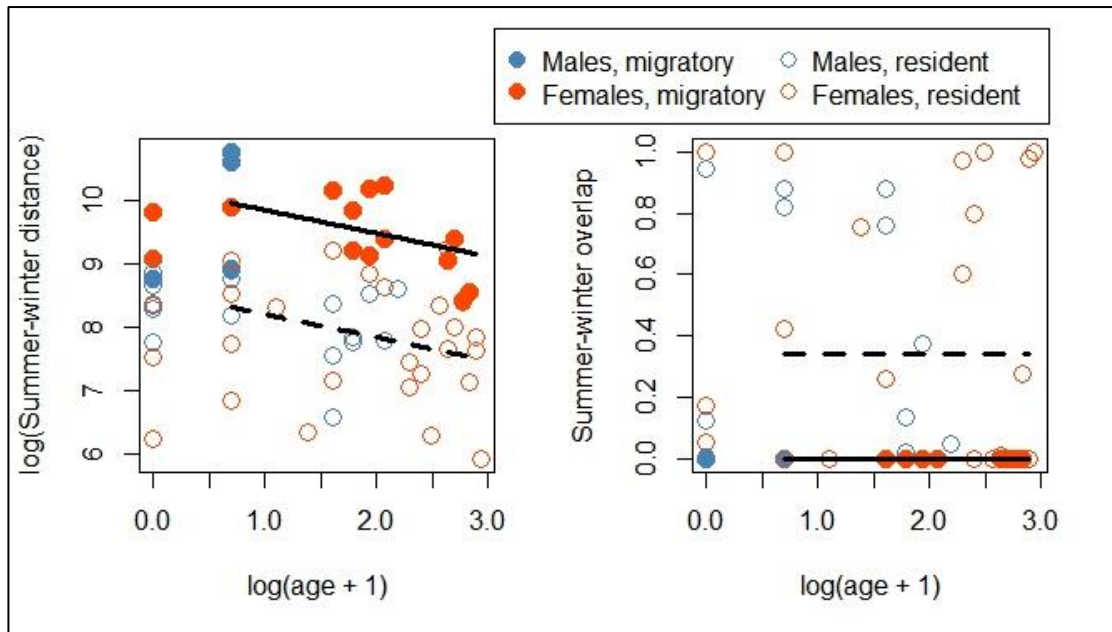 Males, migratory Males, resident
Females, migratory Females, resident
log(Summer-winter distance)
10
9
8
7
6
0.0 1.0 2.0 3.0
log(age + 1)
Summer-winter overlap
1.0
0.8
0.6
0.4
0.2
0.0
0.0 1.0 2.0 3.0
log(age + 1)